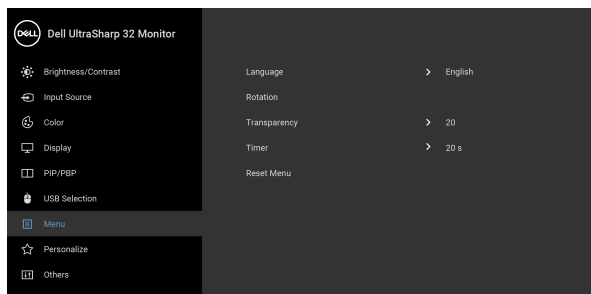 DELL Dell UltraSharp 32 Monitor
Brightness/Contrast
Language > English
Input Source
Rotation
Color
Transparency > 20
Display
Timer > 20 s
PIP/PBP
Reset Menu
USB Selection
Menu
Personalize
Others